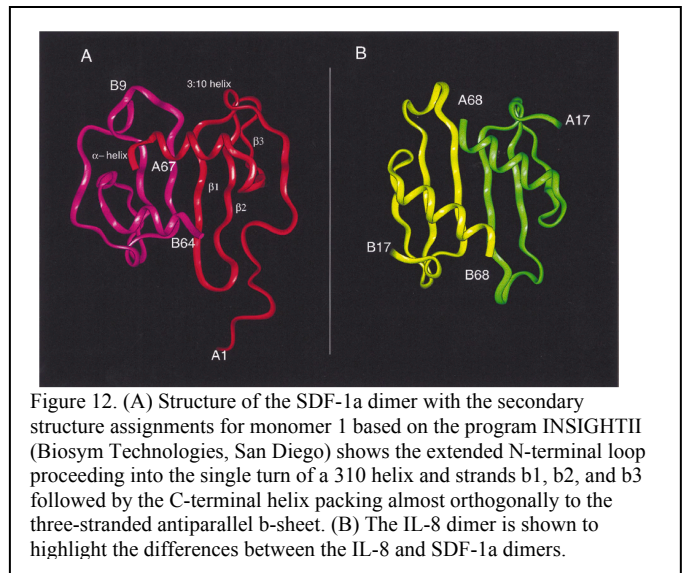 A
B
B9
3:10 helix
A68
A17
α– helix
A67
β3
β1
β2
B64
B17
B68
A1
Figure 12. (A) Structure of the SDF-1a dimer with the secondary
structure assignments for monomer 1 based on the program INSIGHTII
(Biosym Technologies, San Diego) shows the extended N-terminal loop
proceeding into the single turn of a 310 helix and strands b1, b2, and b3
followed by the C-terminal helix packing almost orthogonally to the
three-stranded antiparallel b-sheet. (B) The IL-8 dimer is shown to
highlight the differences between the IL-8 and SDF-1a dimers.